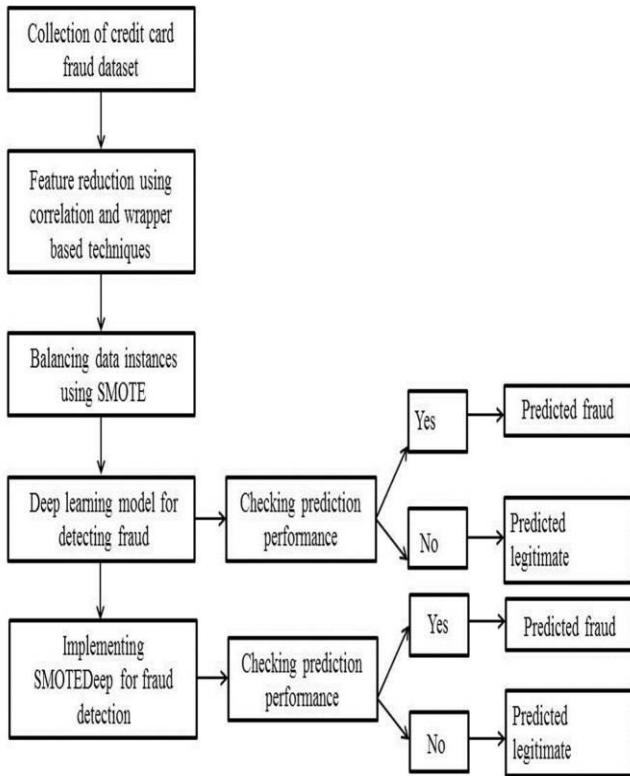 Collection of credit card
fraud dataset
Feature reduction using
correlation and wrapper
based techniques
Balancing data instances
using SMOTE
Yes
Predicted fraud
Deep learning model for
detecting fraud
Checking prediction
performance
No
Predicted
legitimate
Implementing
SMOTEDeep for fraud
detection
Checking prediction
performance
Yes
Predicted fraud
No
Predicted
legitimate